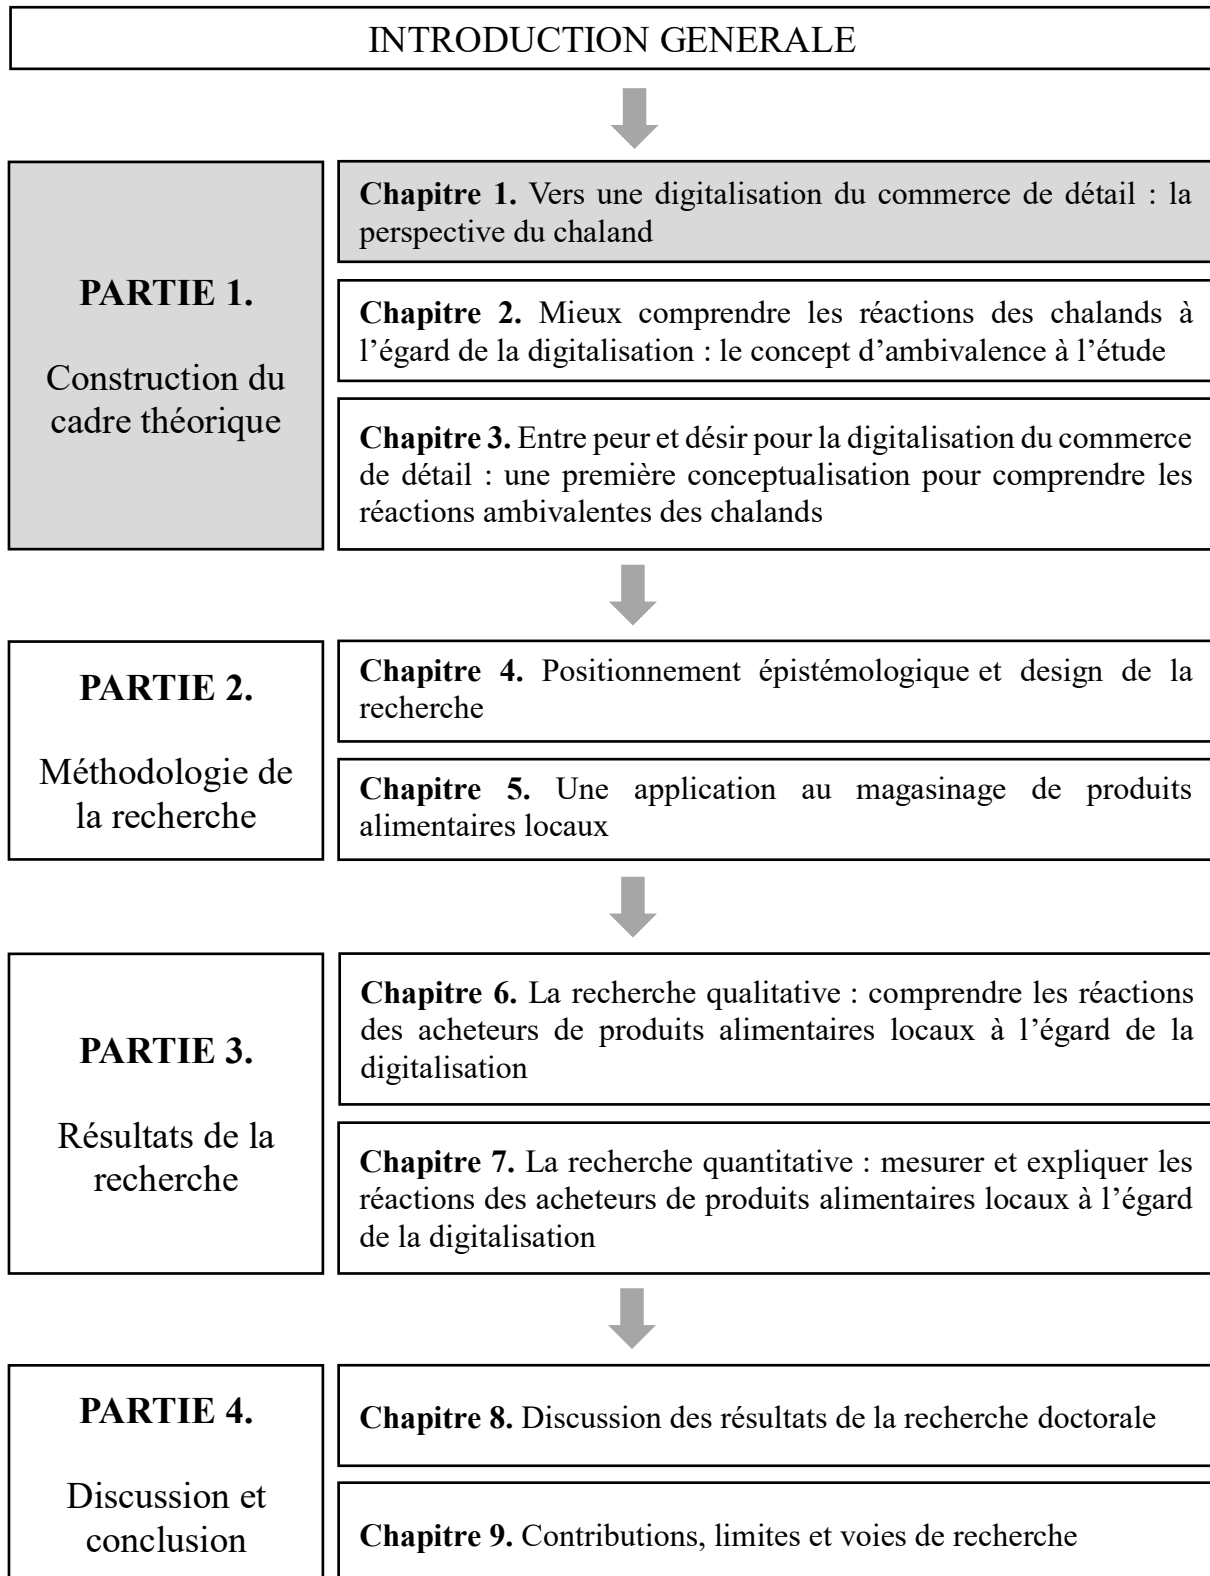 INTRODUCTION GENERALE
PARTIE 1.
Construction du
cadre théorique
Chapitre 1. Vers une digitalisation du commerce de détail : la
perspective du chaland
Chapitre 2. Mieux comprendre les réactions des chalands à
l’égard de la digitalisation : le concept d’ambivalence à l’étude
Chapitre 3. Entre peur et désir pour la digitalisation du commerce
de détail : une première conceptualisation pour comprendre les
réactions ambivalentes des chalands
PARTIE 2.
Méthodologie de
la recherche
Chapitre 4. Positionnement épistémologique et design de la
recherche
Chapitre 5. Une application au magasinage de produits
alimentaires locaux
PARTIE 3.
Résultats de la
recherche
Chapitre 6. La recherche qualitative : comprendre les réactions
des acheteurs de produits alimentaires locaux à l’égard de la
digitalisation
Chapitre 7. La recherche quantitative : mesurer et expliquer les
réactions des acheteurs de produits alimentaires locaux à l’égard
de la digitalisation
PARTIE 4.
Discussion et
conclusion
Chapitre 8. Discussion des résultats de la recherche doctorale
Chapitre 9. Contributions, limites et voies de recherche